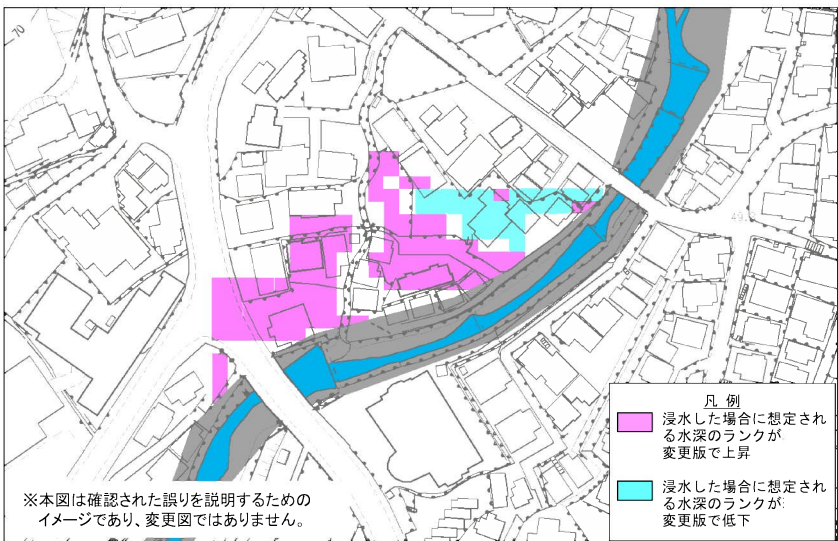 70
49.2
凡 例
浸水した場合に想定され
る水深のランクが
変更版で上昇
浸水した場合に想定され
る水深のランクが
変更版で低下
※本図は確認された誤りを説明するための
イメージであり、変更図ではありません。